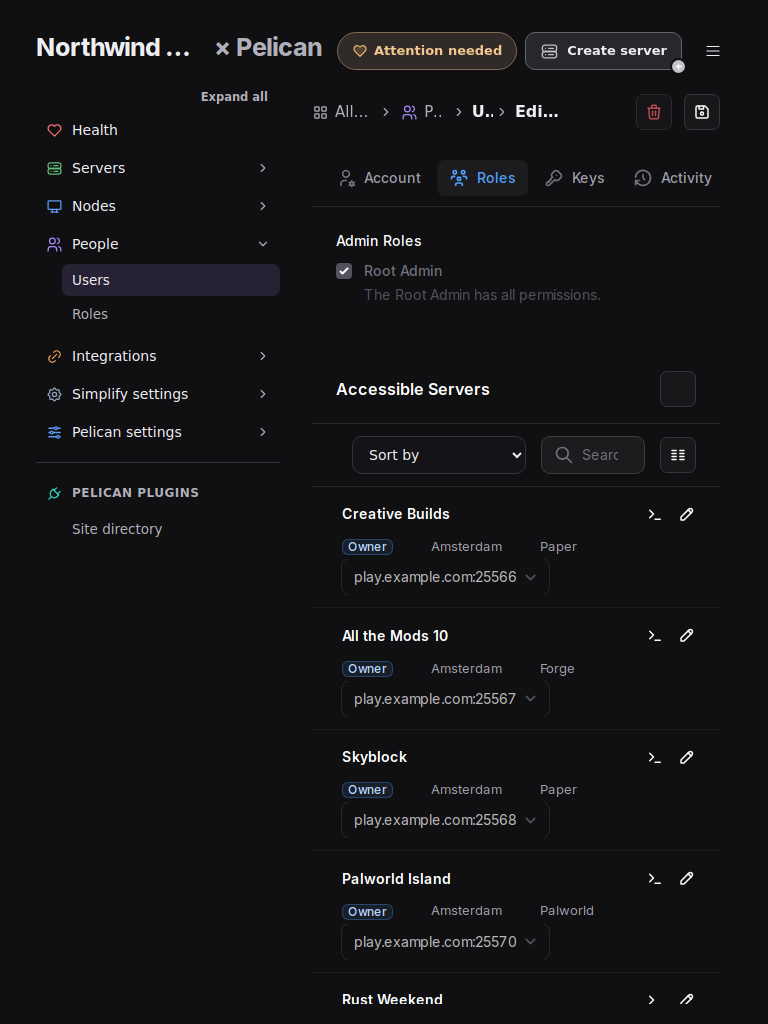 Northwind ... × Pelican
Attention needed
Create server
Expand all
Health
Servers
Nodes
People
Users
Roles
Integrations
Simplify settings
Pelican settings
PELICAN PLUGINS
Site directory
All... > P.. > U.. > Edi...
Account
Roles
Keys
Activity
Admin Roles
Root Admin
The Root Admin has all permissions.
Accessible Servers
Sort by
Searc
Creative Builds
Owner Amsterdam Paper
play.example.com:25566
All the Mods 10
Owner Amsterdam Forge
play.example.com:25567
Skyblock
Owner Amsterdam Paper
play.example.com:25568
Palworld Island
Owner Amsterdam Palworld
play.example.com:25570
Rust Weekend